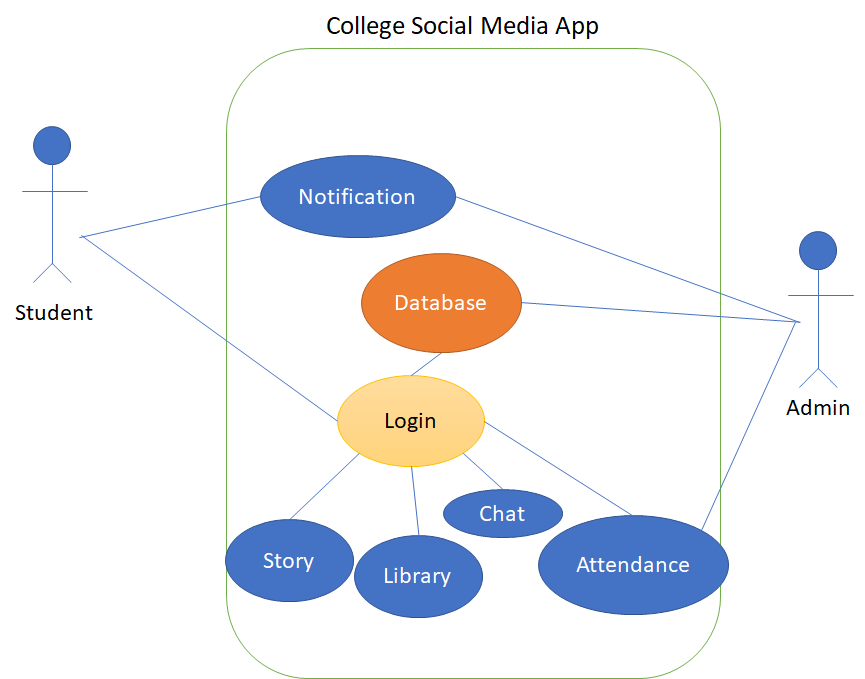 College Social Media App
Notification
Database
Student
Admin
Login
Chat
Story
Library
Attendance